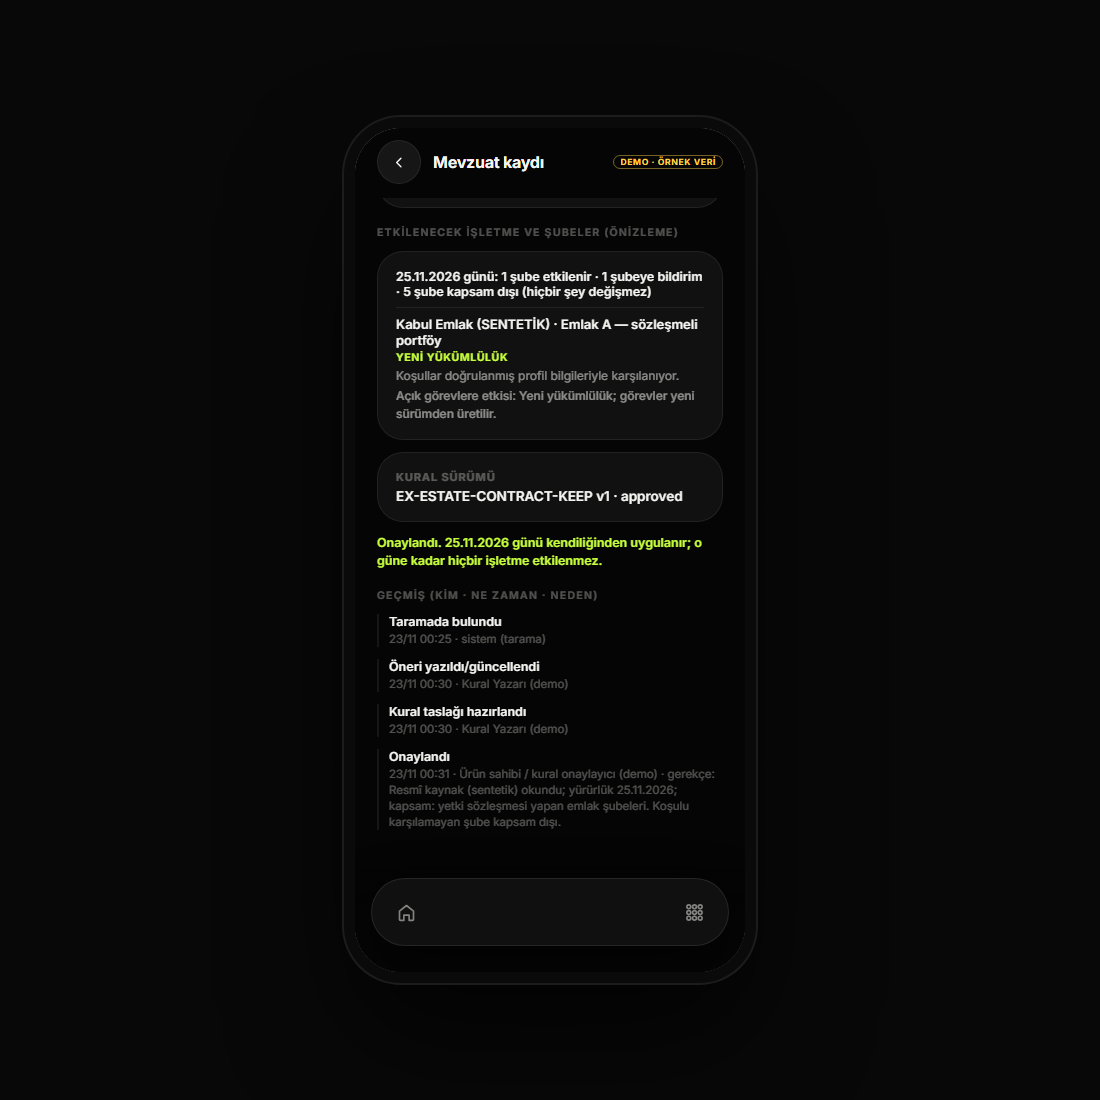 Mevzuat kaydı
DEMO · ÖRNEK VERİ
ETKİLENECEK İŞLETME VE ŞUBELER (ÖNİZLEME)
25.11.2026 günü: 1 şube etkilenir · 1 şubeye bildirim
· 5 şube kapsam dışı (hiçbir şey değişmez)
Kabul Emlak (SENTETİK) · Emlak A — sözleşmeli
portföy
YENİ YÜKÜMLÜLÜK
Koşullar doğrulanmış profil bilgileriyle karşılanıyor.
Açık görevlere etkisi: Yeni yükümlülük; görevler yeni
sürümden üretilir.
KURAL SÜRÜMÜ
EX-ESTATE-CONTRACT-KEEP v1 · approved
Onaylandı. 25.11.2026 günü kendiliğinden uygulanır; o
güne kadar hiçbir işletme etkilenmez.
GEÇMİŞ (KİM · NE ZAMAN · NEDEN)
Taramada bulundu
23/11 00:25 · sistem (tarama)
Öneri yazıldı/güncellendi
23/11 00:30 · Kural Yazarı (demo)
Kural taslağı hazırlandı
23/11 00:30 · Kural Yazarı (demo)
Onaylandı
23/11 00:31 · Ürün sahibi / kural onaylayıcı (demo) · gerekçe:
Resmî kaynak (sentetik) okundu; yürürlük 25.11.2026;
kapsam: yetki sözleşmesi yapan emlak şubeleri. Koşulu
karşılamayan şube kapsam dışı.